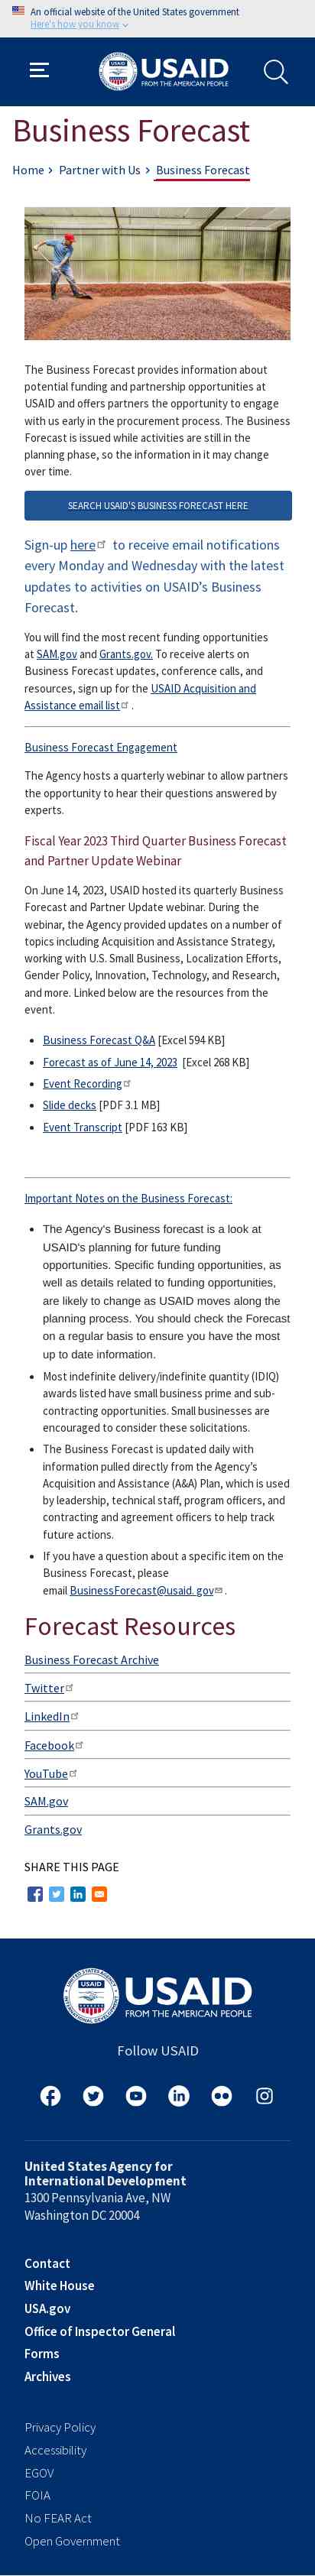 An official website of the United States government
Here's how you know
USAID
FROM THE AMERICAN PEOPLE
Business Forecast
Home > Partner with Us > Business Forecast
The Business Forecast provides information about
potential funding and partnership opportunities at
USAID and offers partners the opportunity to engage
with us early in the procurement process. The Business
Forecast is issued while activities are still in the
planning phase, so the information in it may change
over time.
SEARCH USAID'S BUSINESS FORECAST HERE
Sign-up here to receive email notifications
every Monday and Wednesday with the latest
updates to activities on USAID's Business
Forecast.
You will find the most recent funding opportunities
at SAM.gov and Grants.gov. To receive alerts on
Business Forecast updates, conference calls, and
resources, sign up for the USAID Acquisition and
Assistance email list .
Business Forecast Engagement
The Agency hosts a quarterly webinar to allow partners
the opportunity to hear their questions answered by
experts.
Fiscal Year 2023 Third Quarter Business Forecast
and Partner Update Webinar
On June 14, 2023, USAID hosted its quarterly Business
Forecast and Partner Update webinar. During the
webinar, the Agency provided updates on a number of
topics including Acquisition and Assistance Strategy,
working with U.S. Small Business, Localization Efforts,
Gender Policy, Innovation, Technology, and Research,
and more. Linked below are the resources from the
event.
• Business Forecast Q&A [Excel 594 KB]
• Forecast as of June 14, 2023 [Excel 268 KB]
• Event Recording
• Slide decks [PDF 3.1 MB]
• Event Transcript [PDF 163 KB]
Important Notes on the Business Forecast:
• The Agency's Business forecast is a look at
USAID's planning for future funding
opportunities. Specific funding opportunities, as
well as details related to funding opportunities,
are likely to change as USAID moves along the
planning process. You should check the Forecast
on a regular basis to ensure you have the most
up to date information.
• Most indefinite delivery/indefinite quantity (IDIQ)
awards listed have small business prime and sub-
contracting opportunities. Small businesses are
encouraged to consider these solicitations.
• The Business Forecast is updated daily with
information pulled directly from the Agency's
Acquisition and Assistance (A&A) Plan, which is used
by leadership, technical staff, program officers, and
contracting and agreement officers to help track
future actions.
• If you have a question about a specific item on the
Business Forecast, please
email BusinessForecast@usaid. gov .
Forecast Resources
Business Forecast Archive
Twitter
LinkedIn
Facebook
YouTube
SAM.gov
Grants.gov
SHARE THIS PAGE
USAID
USAID
FROM THE AMERICAN PEOPLE
Follow USAID
United States Agency for
International Development
1300 Pennsylvania Ave, NW
Washington DC 20004
Contact
White House
USA.gov
Office of Inspector General
Forms
Archives
Privacy Policy
Accessibility
EGOV
FOIA
No FEAR Act
Open Government